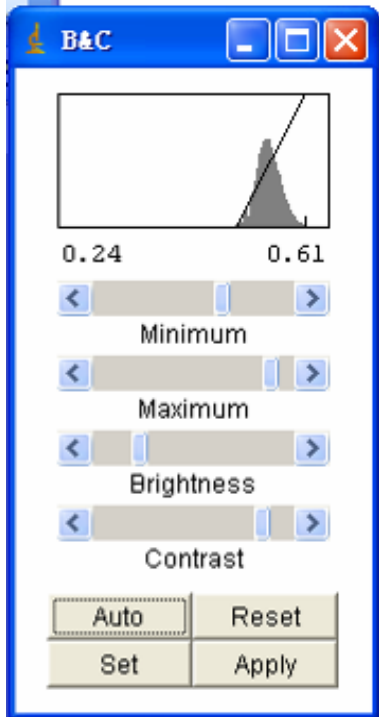 B&C
0.24 0.61
Minimum
Maximum
Brightness
Contrast
Auto Reset
Set Apply